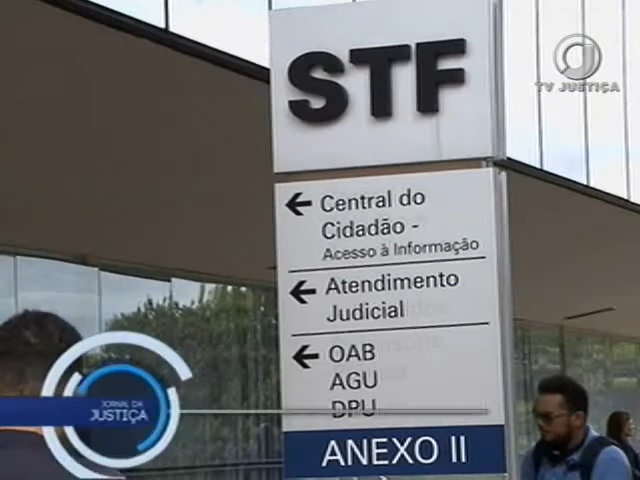 STF
TV JUSTIÇA
Central do
Cidadão -
Acesso à Informação
Atendimento
Judicial
OAB
AGU
DPU
ANEXO II
JORNAL DA
JUSTIÇA